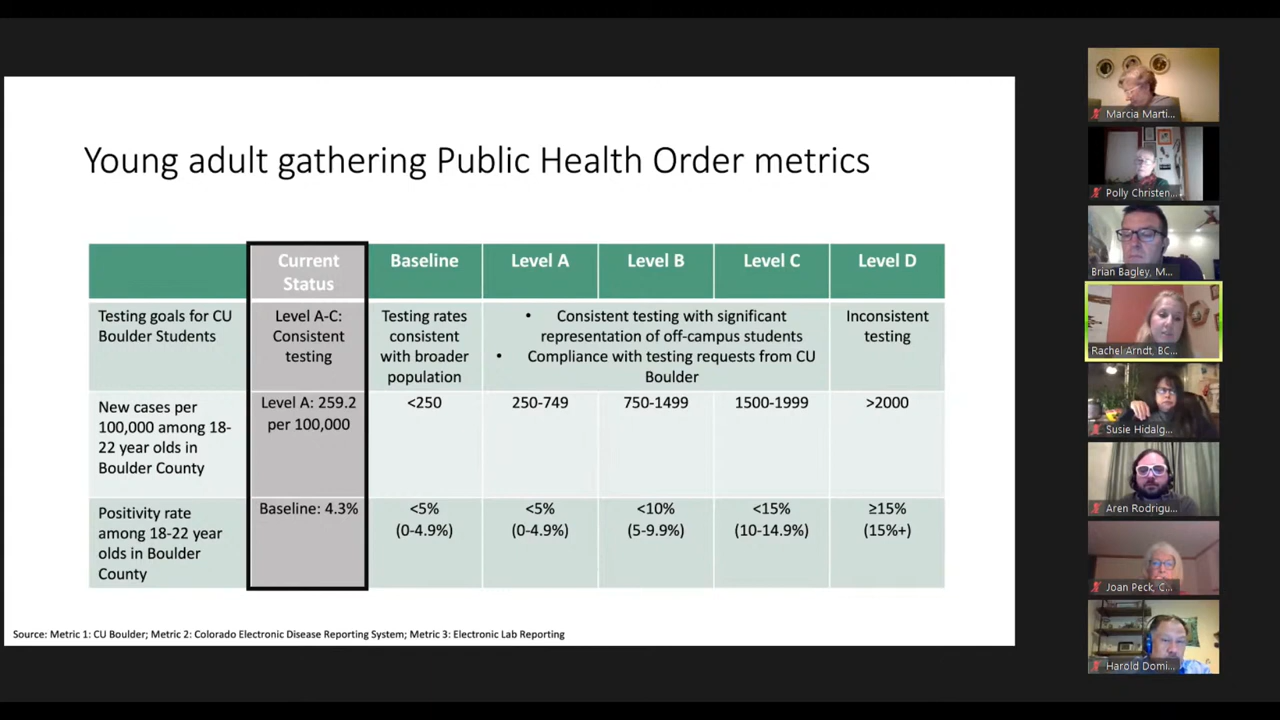 Young adult gathering Public Health Order metrics
Current
Status
Baseline
Level A
Level B
Level C
Level D
Testing goals for CU
Boulder Students
Level A-C:
Consistent
testing
Testing rates
consistent
with broader
population
• Consistent testing with significant
representation of off-campus students
• Compliance with testing requests from CU
Boulder
Inconsistent
testing
New cases per
100,000 among 18-
22 year olds in
Boulder County
Level A: 259.2
per 100,000
<250
250-749
750-1499
1500-1999
>2000
Positivity rate
among 18-22 year
olds in Boulder
County
Baseline: 4.3%
<5%
(0-4.9%)
<5%
(0-4.9%)
<10%
(5-9.9%)
<15%
(10-14.9%)
≥15%
(15%+)
Source: Metric 1: CU Boulder; Metric 2: Colorado Electronic Disease Reporting System; Metric 3: Electronic Lab Reporting
Marcia Marti...
Polly Christen...
Brian Bagley, M...
Rachel Arndt, BC...
Susie Hidalg...
Aren Rodrigu...
Joan Peck, C...
Harold Domi...